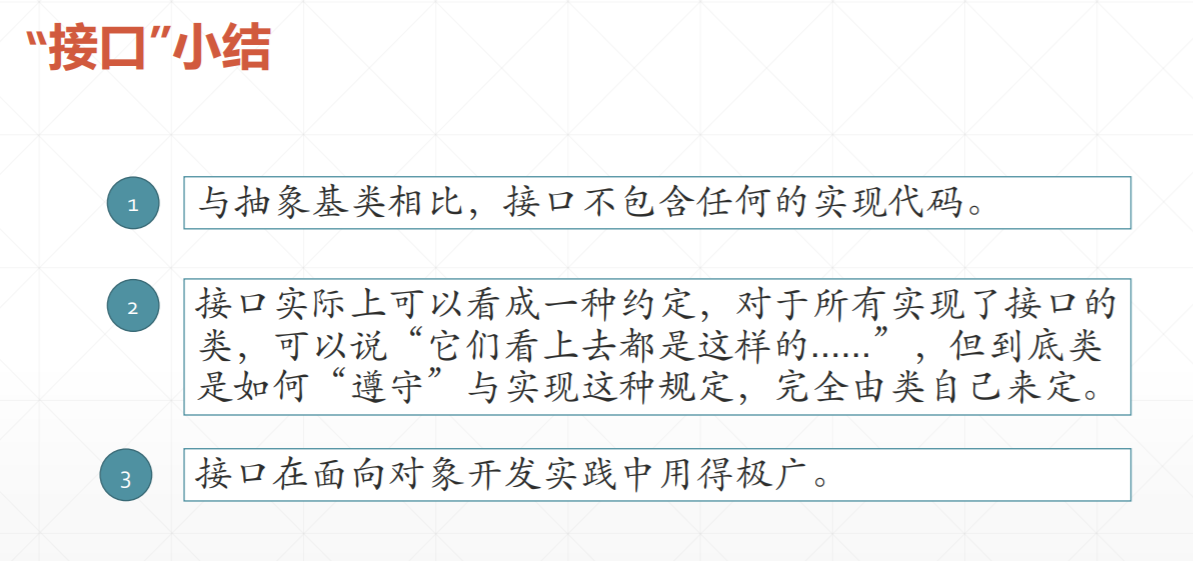 “接口”小结
1
与抽象基类相比，接口不包含任何的实现代码。
2
接口实际上可以看成一种约定，对于所有实现了接口的
类，可以说“它们看上去都是这样的......”，但到底类
是如何“遵守”与实现这种规定，完全由类自己来定。
3
接口在面向对象开发实践中用得极广。